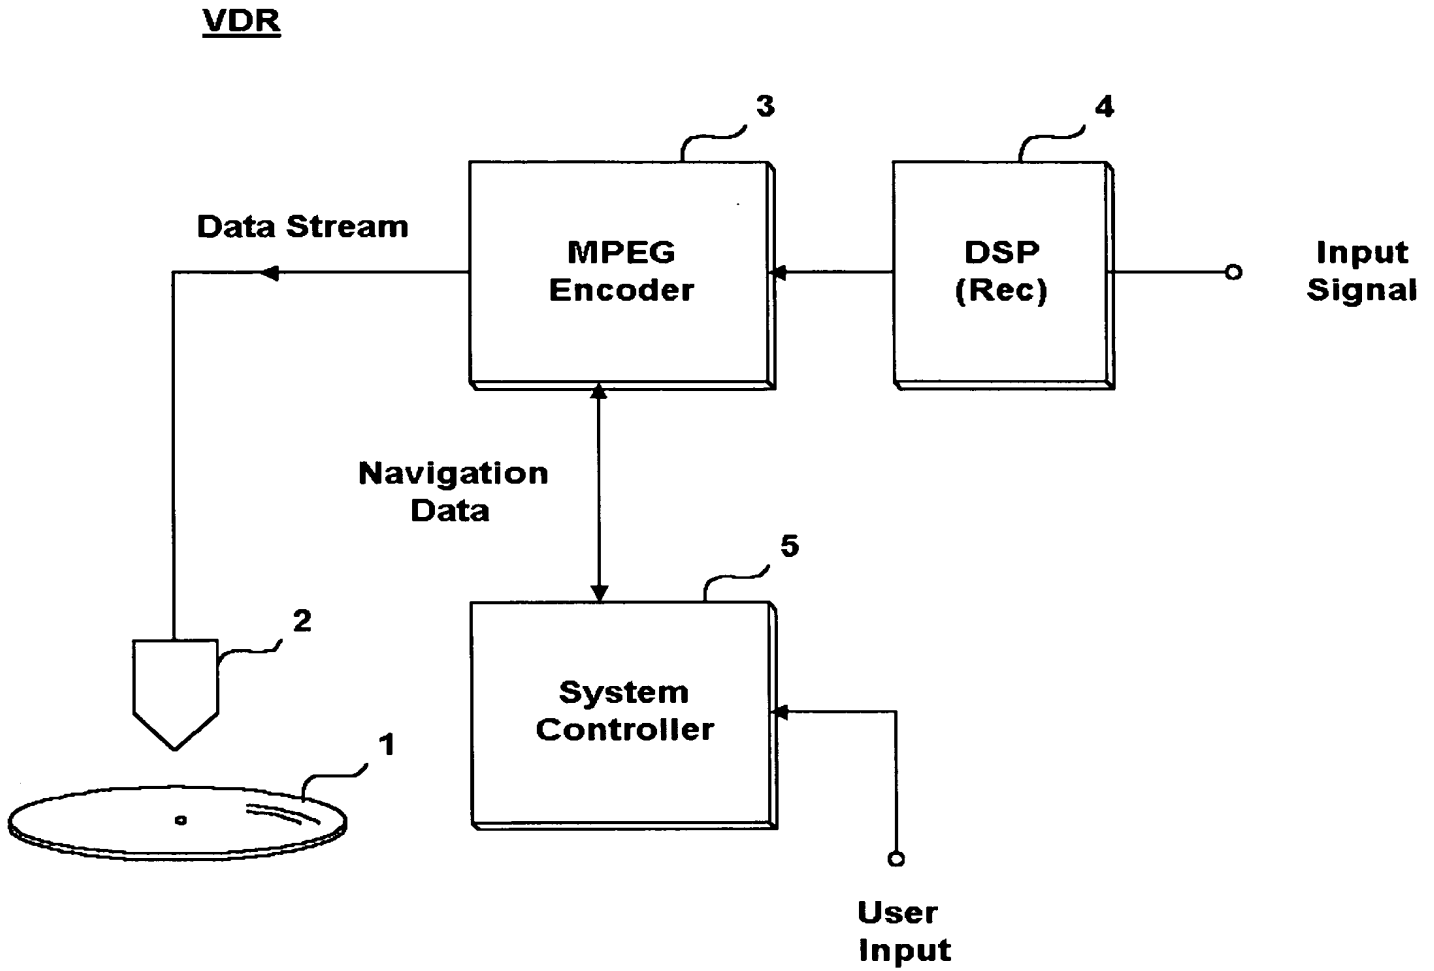 VDR
3
4
Data Stream
MPEG
Encoder
DSP
(Rec)
Input
Signal
Navigation
Data
5
2
System
Controller
1
User
Input